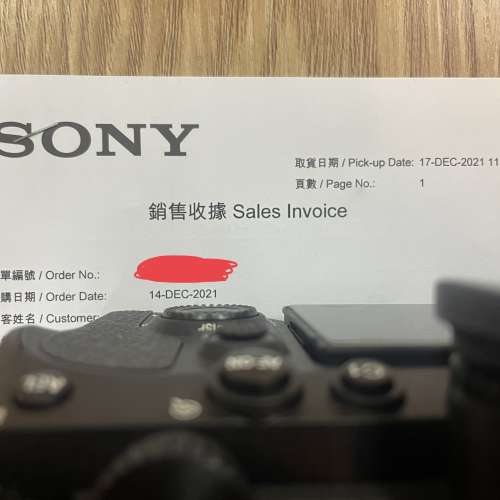 SONY
取貨日期 / Pick-up Date: 17-DEC-2021 11
頁數 / Page No.: 1
銷售收據 Sales Invoice
單編號 / Order No.:
購日期 / Order Date: 14-DEC-2021
客姓名 / Customer